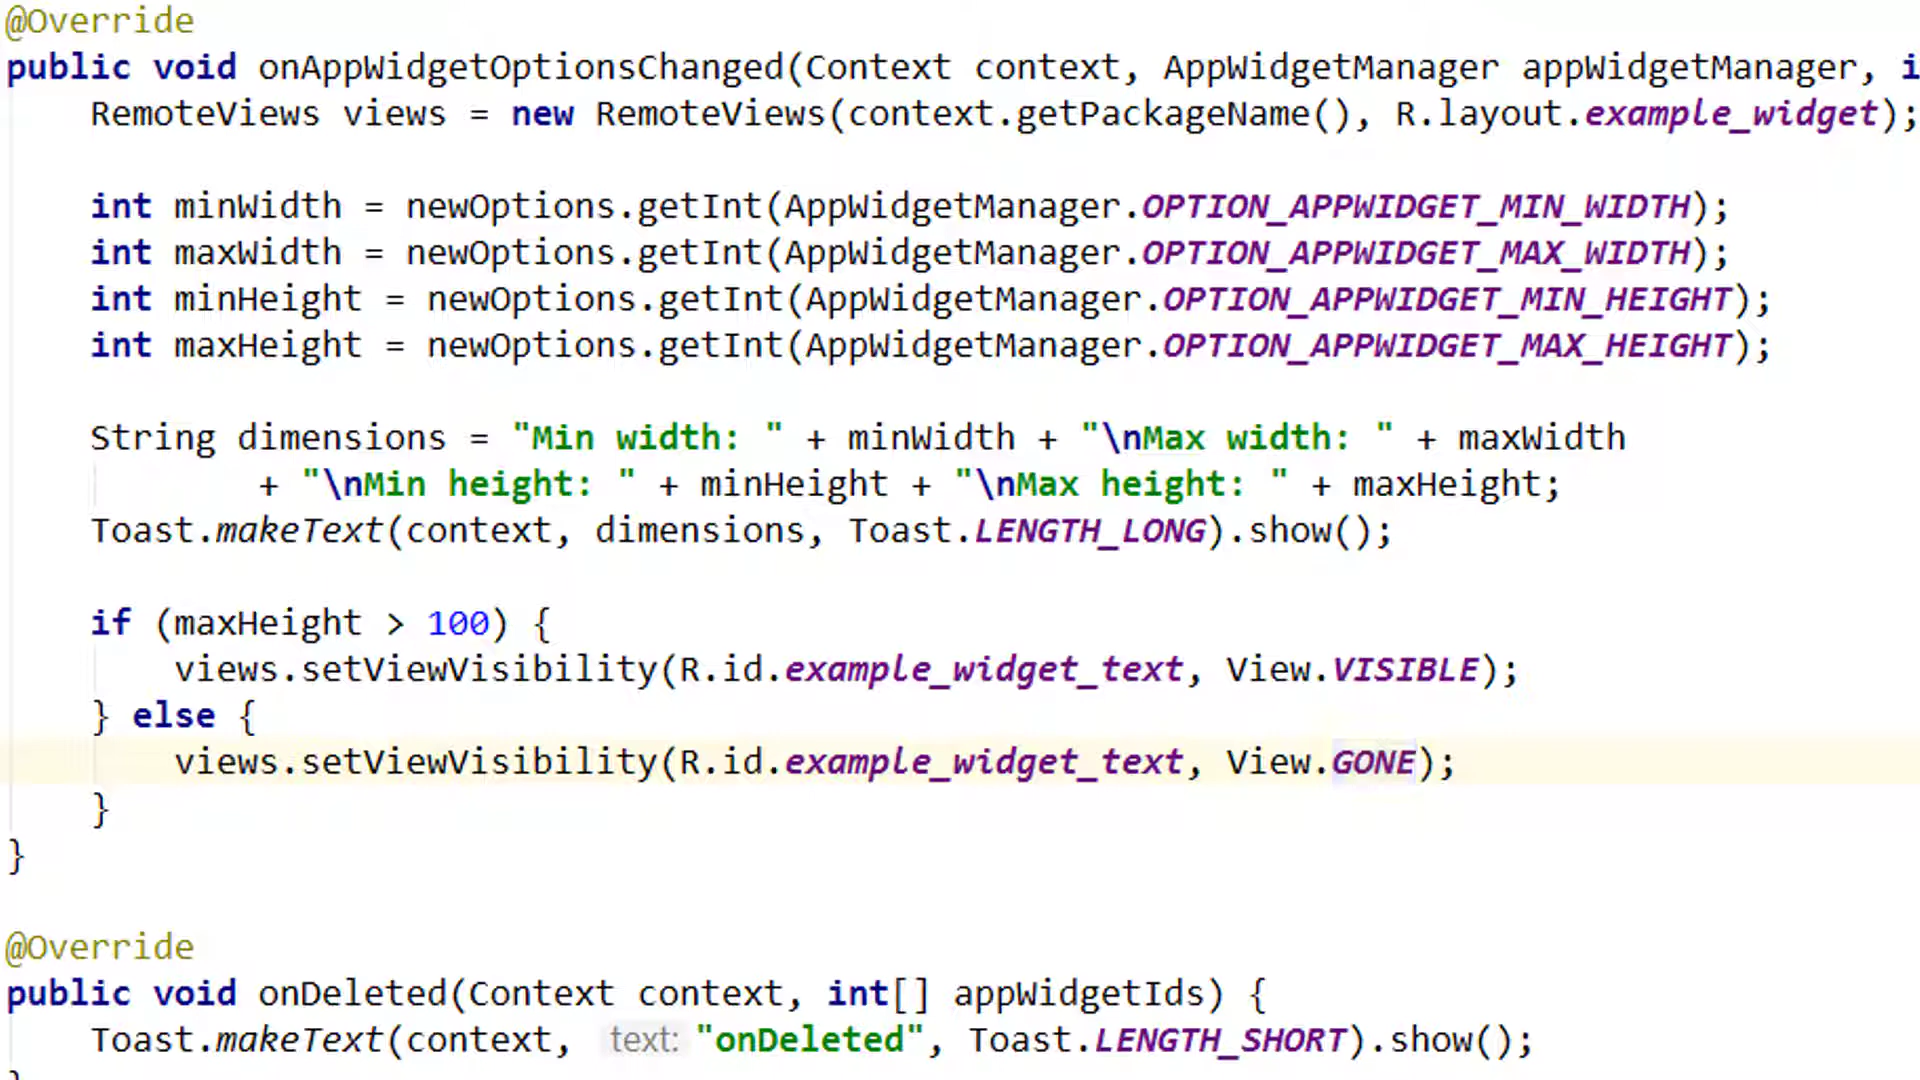 @Override
public void onAppWidgetOptionsChanged(Context context, AppWidgetManager appWidgetManager, i
RemoteViews views = new RemoteViews(context.getPackageName(), R.layout.example_widget);
int minWidth = newOptions.getInt(AppWidgetManager.OPTION_APPWIDGET_MIN_WIDTH);
int maxWidth = newOptions.getInt(AppWidgetManager.OPTION_APPWIDGET_MAX_WIDTH);
int minHeight = newOptions.getInt(AppWidgetManager.OPTION_APPWIDGET_MIN_HEIGHT);
int maxHeight = newOptions.getInt(AppWidgetManager.OPTION_APPWIDGET_MAX_HEIGHT);
String dimensions = "Min width: " + minWidth + "\nMax width: " + maxWidth
+ "\nMin height: " + minHeight + "\nMax height: " + maxHeight;
Toast.makeText(context, dimensions, Toast.LENGTH_LONG).show();
if (maxHeight > 100) {
views.setViewVisibility(R.id.example_widget_text, View.VISIBLE);
} else {
views.setViewVisibility(R.id.example_widget_text, View.GONE);
}
}
@Override
public void onDeleted(Context context, int[] appWidgetIds) {
Toast.makeText(context, text: "onDeleted", Toast.LENGTH_SHORT).show();
}